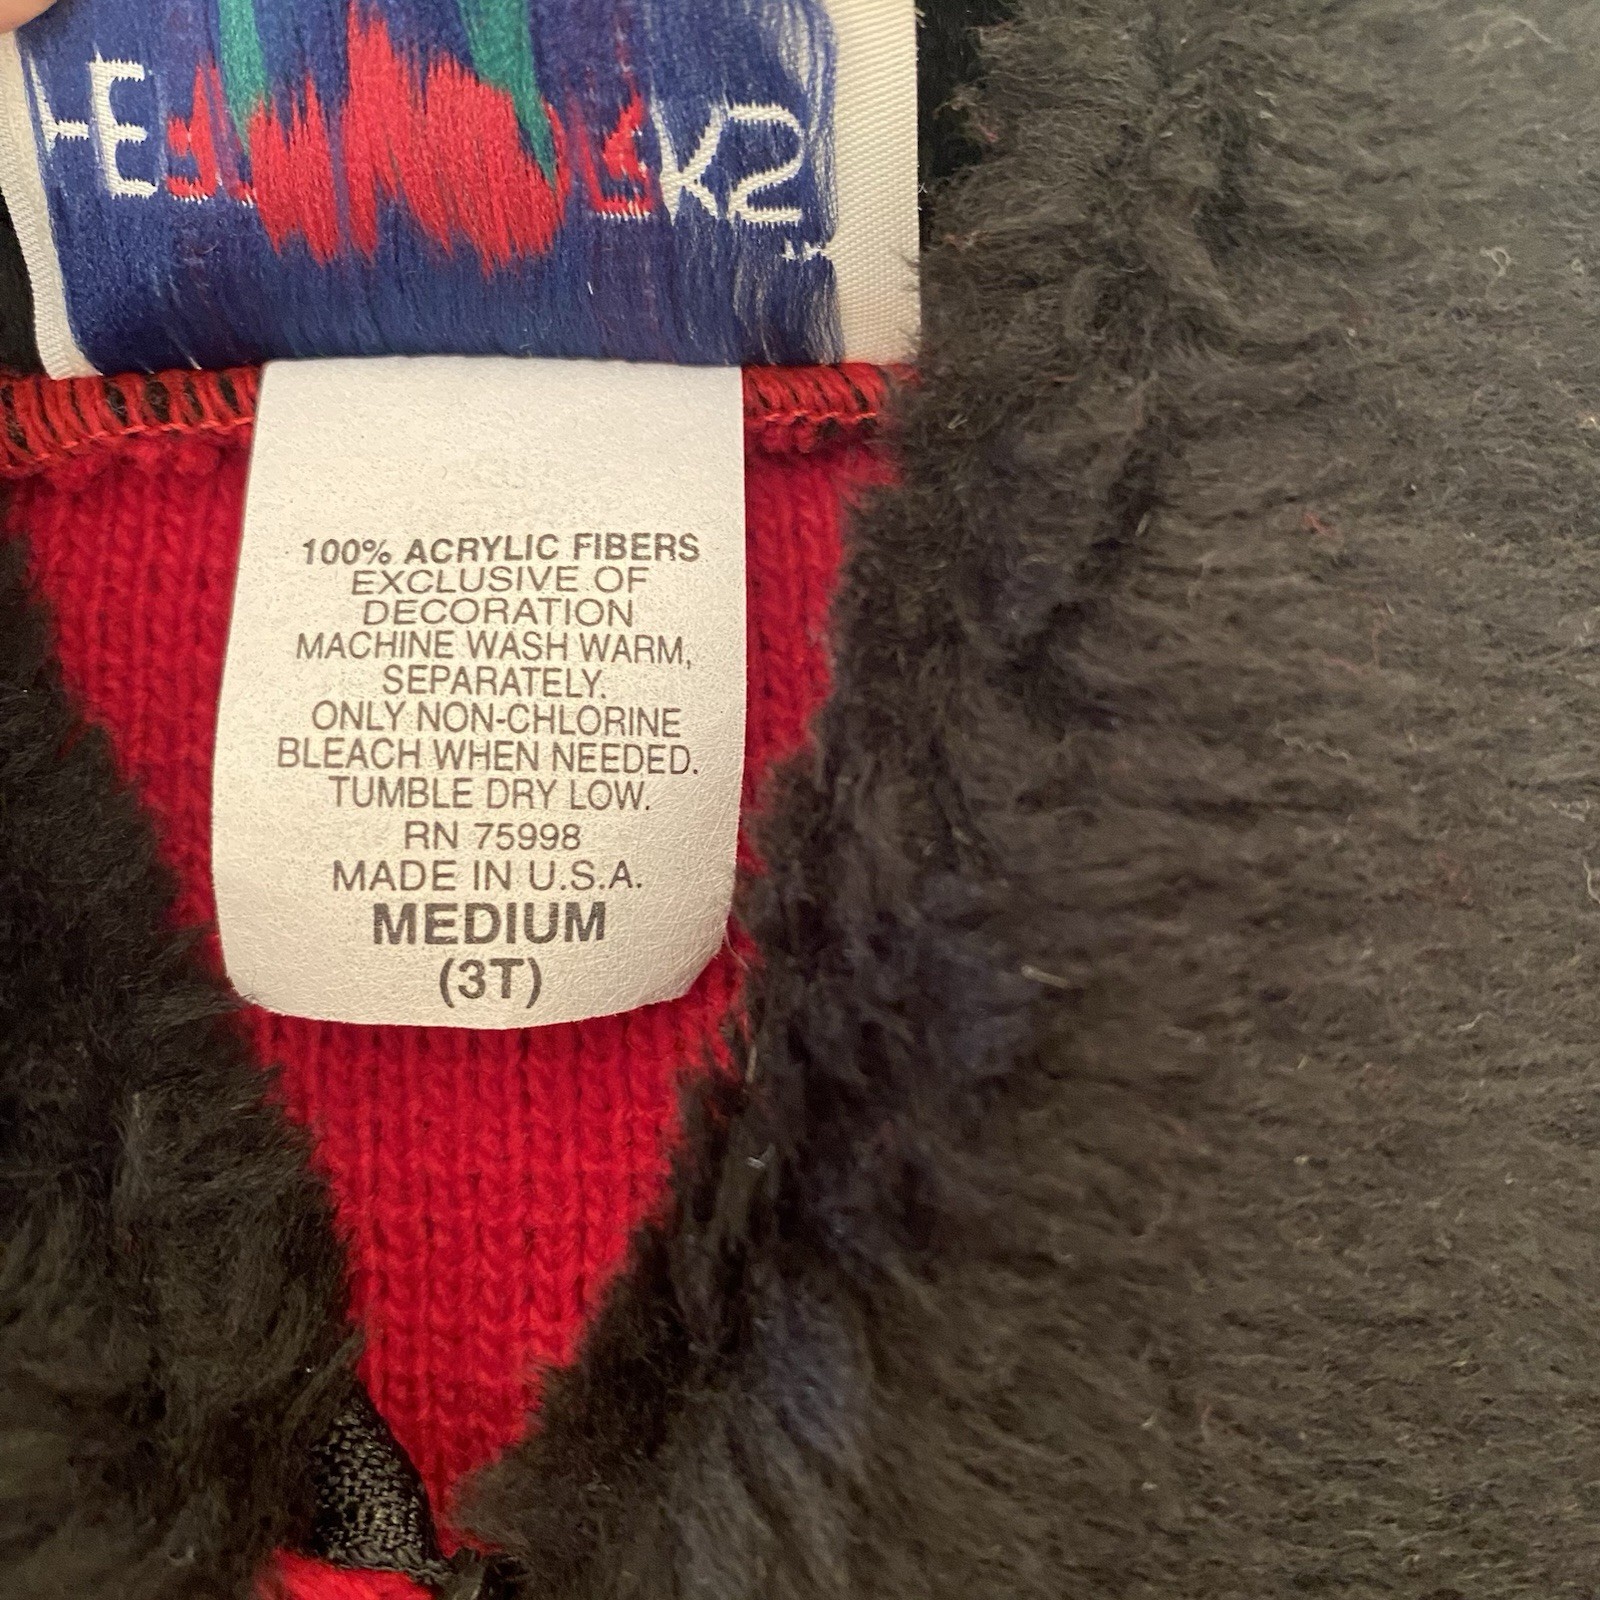 K2
100% ACRYLIC FIBERS
EXCLUSIVE OF
DECORATION
MACHINE WASH WARM,
SEPARATELY.
ONLY NON-CHLORINE
BLEACH WHEN NEEDED.
TUMBLE DRY LOW.
RN 75998
MADE IN U.S.A.
MEDIUM
(3T)